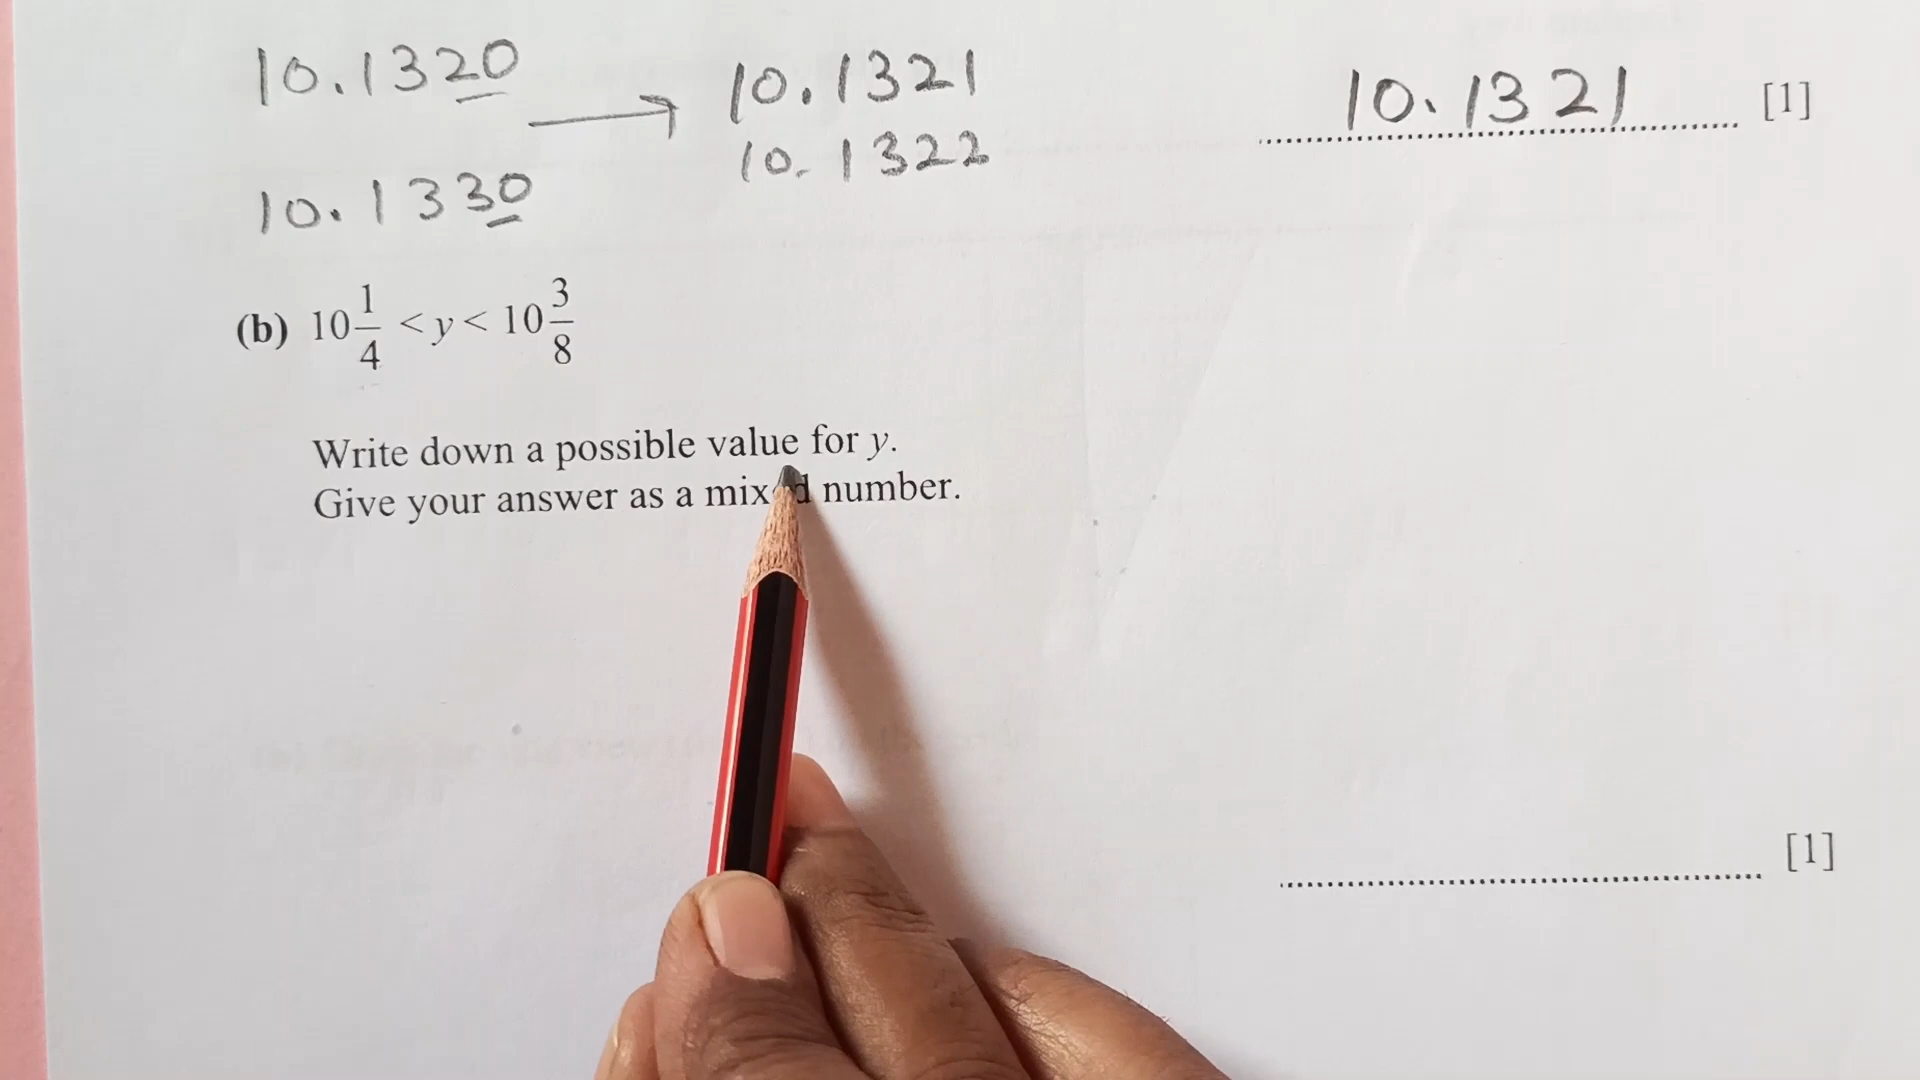 10.1320 → 10.1321
10.1322
10.1321 [1]
10.1330
(b) 10 1/4 < y < 10 3/8
Write down a possible value for y.
Give your answer as a mixed number.
[1]